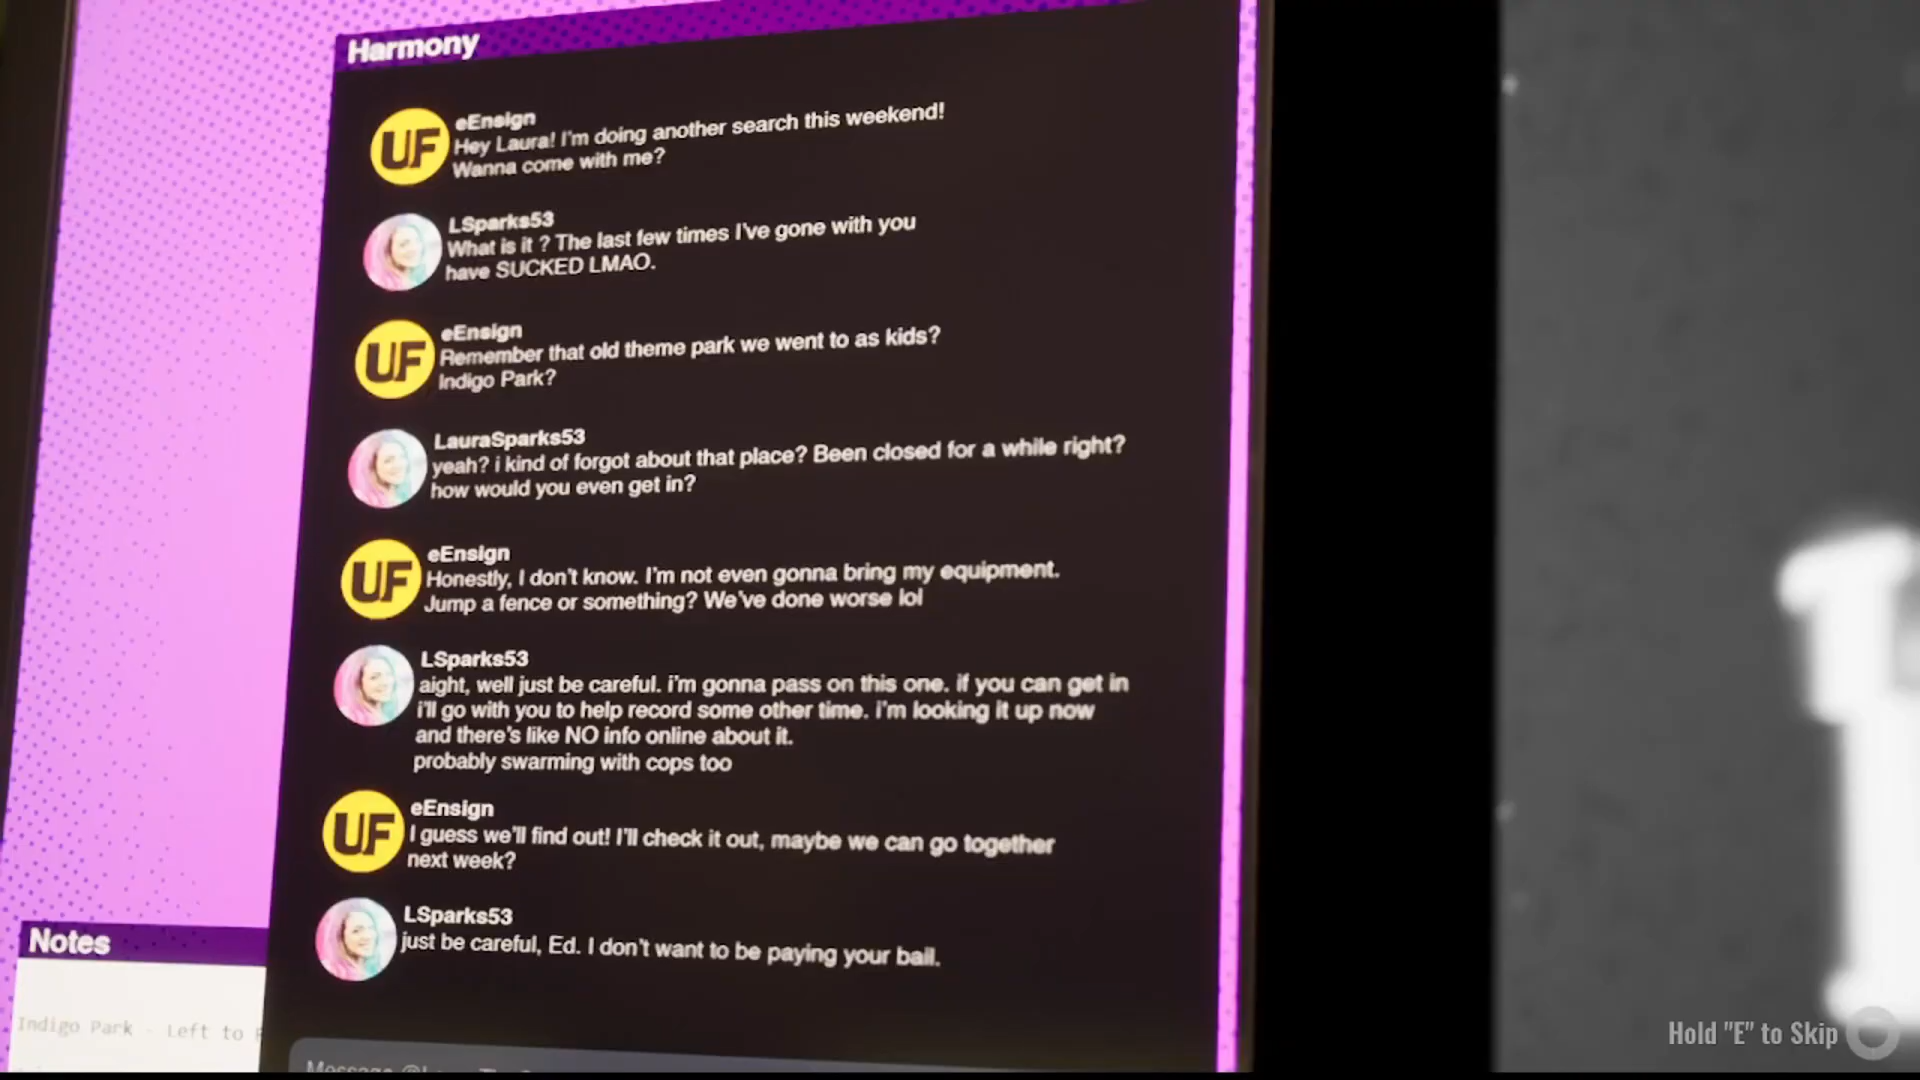 Harmony
UF
eEnsign
Hey Laura! I'm doing another search this weekend!
Wanna come with me?
LSparks53
What is it ? The last few times I've gone with you
have SUCKED LMAO.
UF
eEnsign
Remember that old theme park we went to as kids?
Indigo Park?
LauraSparks53
yeah? i kind of forgot about that place? Been closed for a while right?
how would you even get in?
UF
eEnsign
Honestly, I don't know. I'm not even gonna bring my equipment.
Jump a fence or something? We've done worse lol
LSparks53
aight, well just be careful. i'm gonna pass on this one. if you can get in
i'll go with you to help record some other time. i'm looking it up now
and there's like NO info online about it.
probably swarming with cops too
UF
eEnsign
I guess we'll find out! I'll check it out, maybe we can go together
next week?
LSparks53
just be careful, Ed. I don't want to be paying your bail.
Notes
Indigo Park - Left to
Message
Hold "E" to Skip